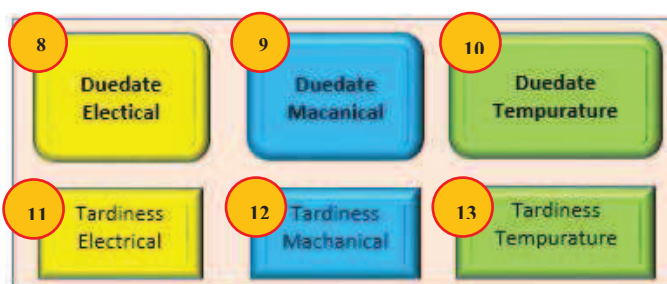 8
9
10
Duedate
Electical
Duedate
Macanical
Duedate
Tempurature
11
12
13
Tardiness
Electrical
Tardiness
Machanical
Tardiness
Tempurature